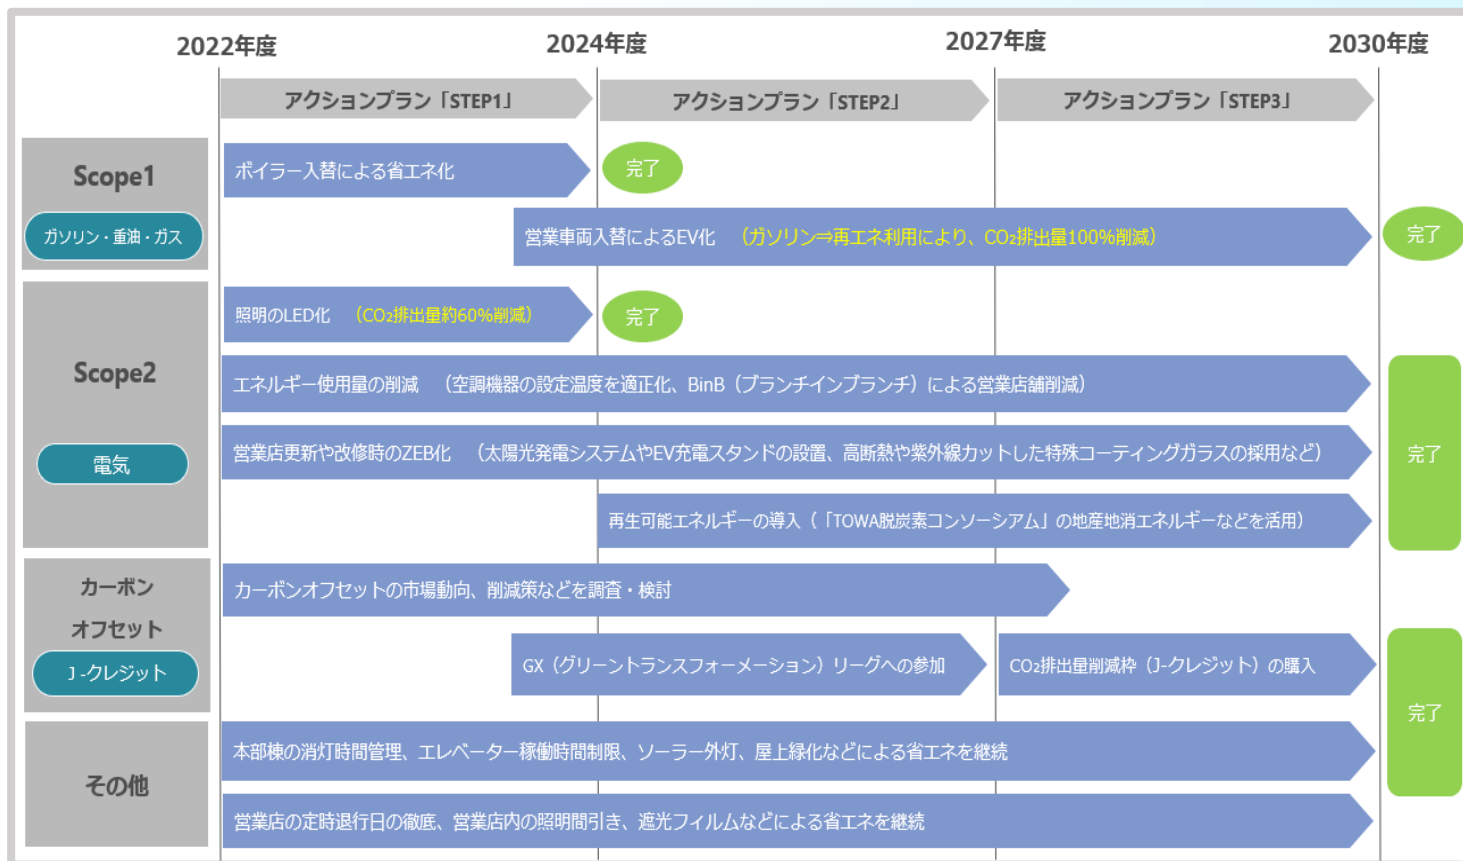 2022年度
2024年度
2027年度
2030年度
アクションプラン「STEP1」
アクションプラン「STEP2」
アクションプラン「STEP3」
Scope1
ガソリン・重油・ガス
ボイラー入替による省エネ化
完了
営業車両入替によるEV化　（ガソリン⇒再エネ利用により、CO₂排出量100%削減）
完了
Scope2
電気
照明のLED化　（CO₂排出量約60%削減）
完了
エネルギー使用量の削減　（空調機器の設定温度を適正化、BinB（ブランチインブランチ）による営業店舗削減）
営業店更新や改修時のZEB化　（太陽光発電システムやEV充電スタンドの設置、高断熱や紫外線カットした特殊コーティングガラスの採用など）
再生可能エネルギーの導入（「TOWA脱炭素コンソーシアム」の地産地消エネルギーなどを活用）
完了
カーボン
オフセット
J-クレジット
カーボンオフセットの市場動向、削減策などを調査・検討
GX（グリーントランスフォーメーション）リーグへの参加
CO₂排出量削減枠（J-クレジット）の購入
完了
その他
本部棟の消灯時間管理、エレベーター稼働時間制限、ソーラー外灯、屋上緑化などによる省エネを継続
営業店の定時退行日の徹底、営業店内の照明間引き、遮光フィルムなどによる省エネを継続